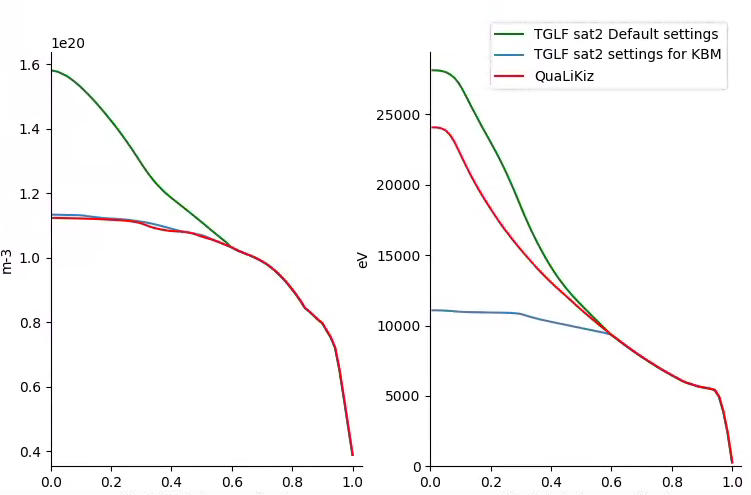 TGLF sat2 Default settings
TGLF sat2 settings for KBM
QuaLiKiz
1e20
1.6
1.4
1.2
1.0
0.8
0.6
0.4
m-3
0.0 0.2 0.4 0.6 0.8 1.0
25000
20000
15000
10000
5000
0
eV
0.0 0.2 0.4 0.6 0.8 1.0